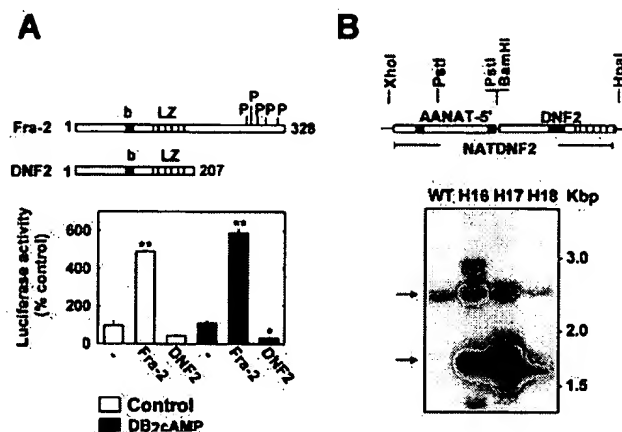 A
B
P
P P P P P
b LZ
Fra-2 1 328
b LZ
DNF2 1 207
Luciferase activity
(% control)
600
400
200
0
**
**
*
- Fra-2 DNF2 - Fra-2 DNF2
Control
DB2cAMP
XhoI PstI PstI BamHI HpaI
AANAT-5' DNF2
NATDNF2
WT H16 H17 H18 Kbp
3.0
2.0
1.5